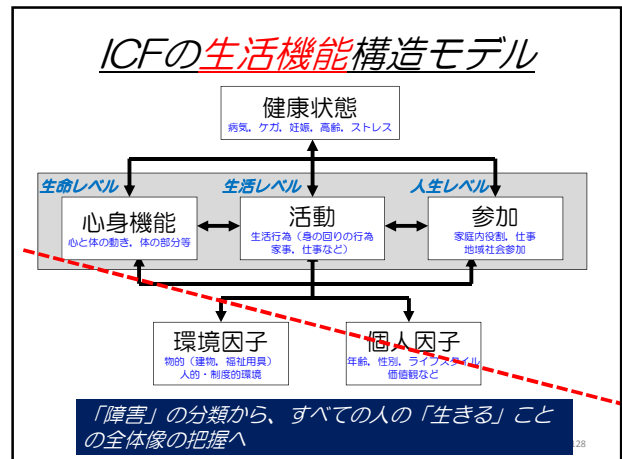 ICFの生活機能構造モデル
健康状態
病気，ケガ，妊娠，高齢，ストレス
生命レベル
生活レベル
人生レベル
心身機能
心と体の動き，体の部分等
活動
生活行為（身の回りの行為
家事，仕事など）
参加
家庭内役割，仕事
地域社会参加
環境因子
物的（建物，福祉用具）
人的・制度的環境
個人因子
年齢，性別，ライフスタイル
価値観など
「障害」の分類から、すべての人の「生きる」こと
の全体像の把握へ
128